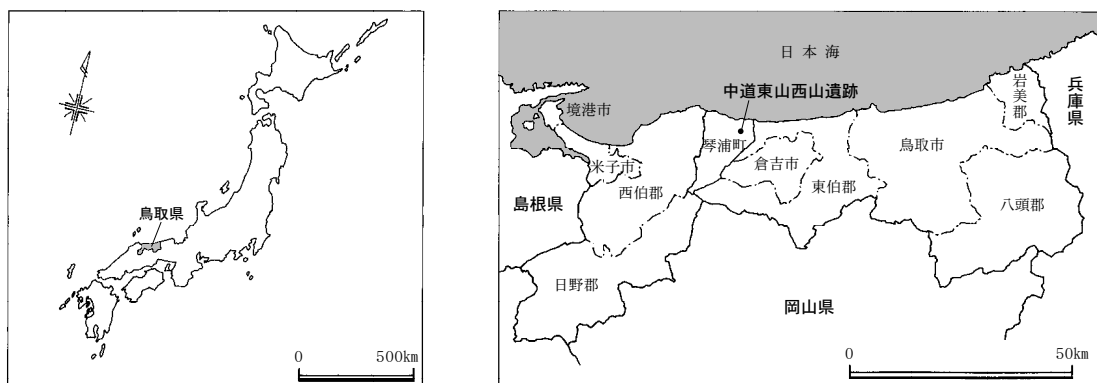 鳥取県
0
500km
日本海
中道東山西山遺跡
境港市
岩美郡
兵庫県
琴浦町
鳥取市
米子市
倉吉市
西伯郡
東伯郡
島根県
八頭郡
日野郡
岡山県
0
50km